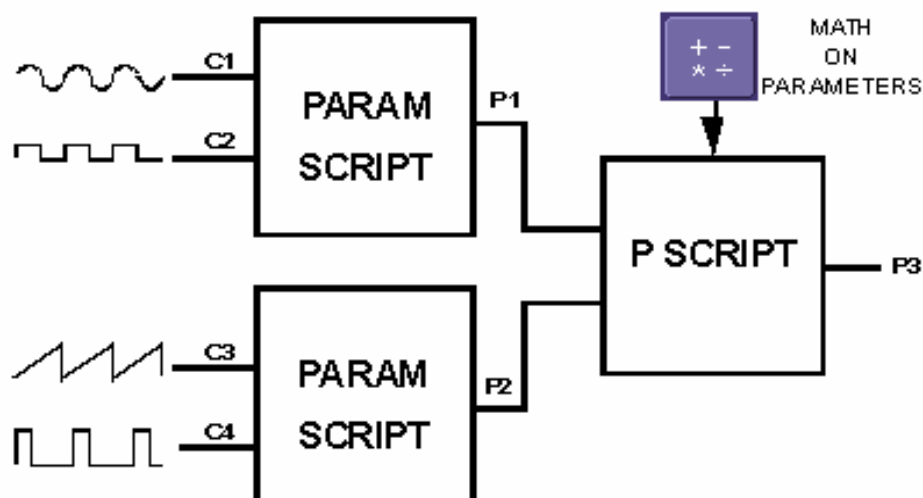 C1
C2
PARAM
SCRIPT
P1
+ −
* ÷
MATH
ON
PARAMETERS
P SCRIPT
P3
C3
C4
PARAM
SCRIPT
P2